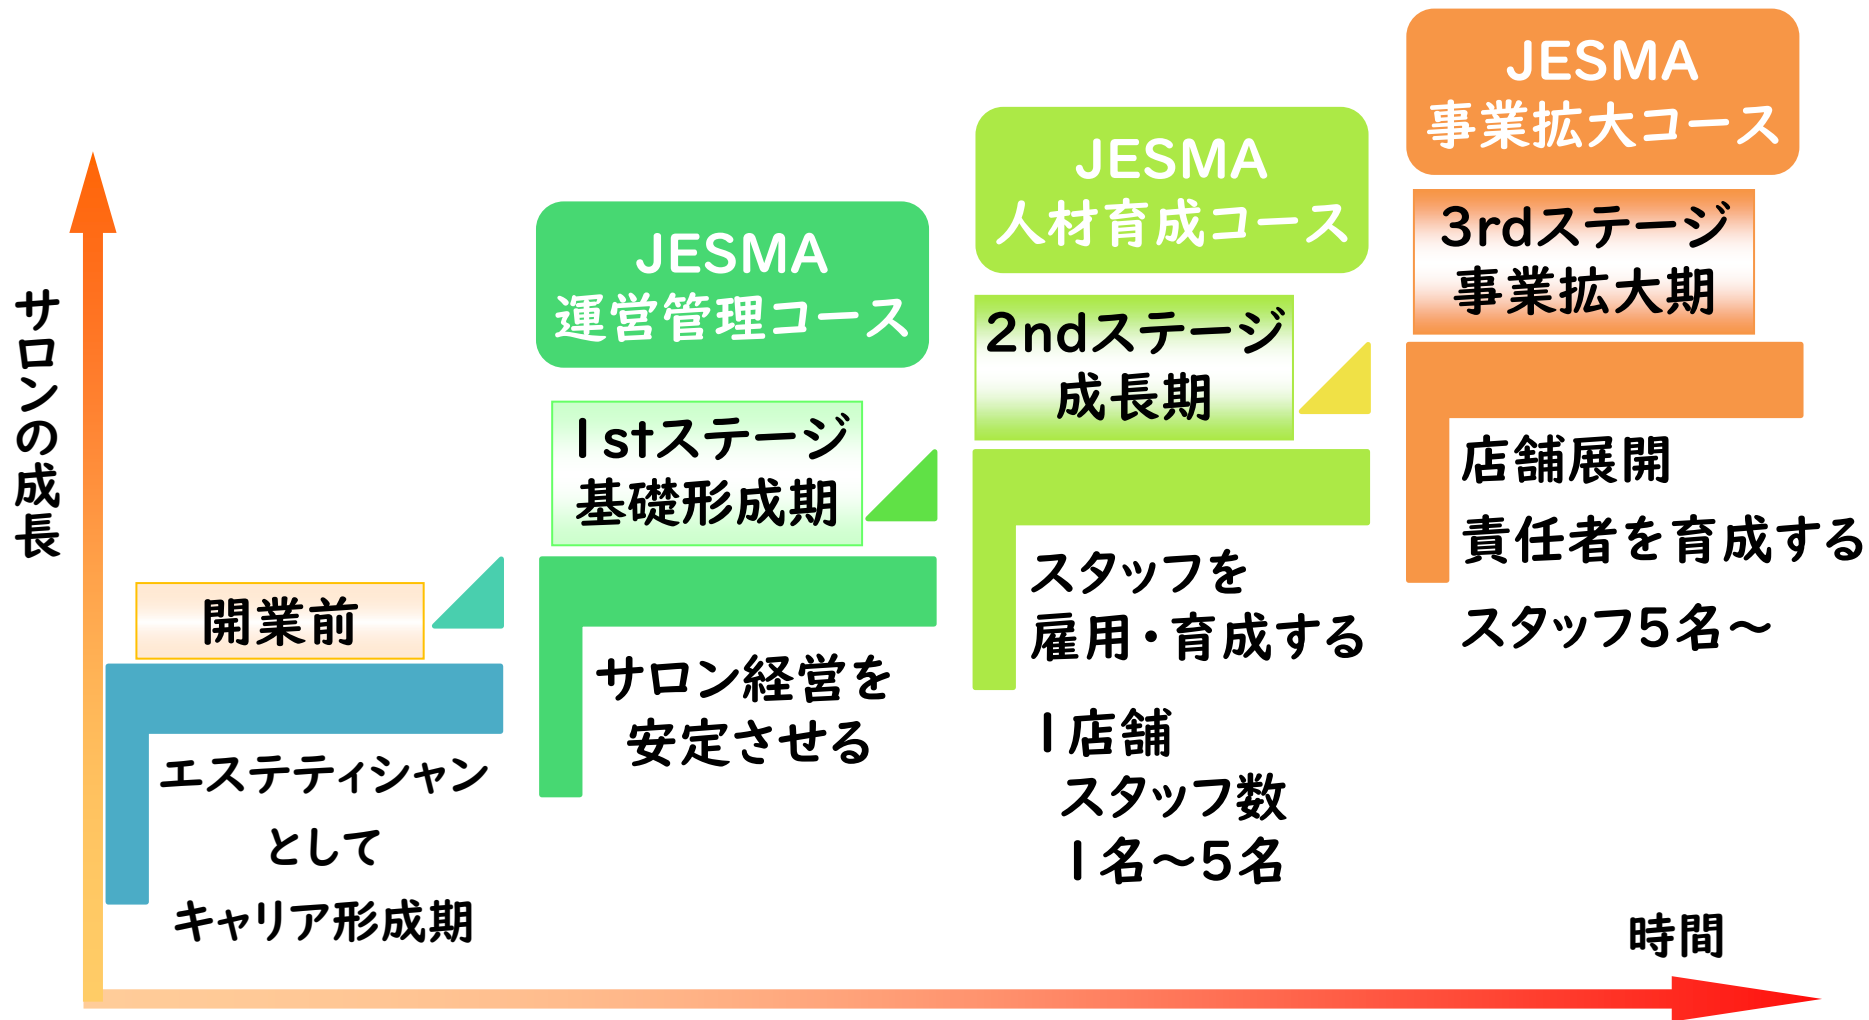 サロンの成長
開業前
エステティシャン
として
キャリア形成期
JESMA
運営管理コース
1stステージ
基礎形成期
サロン経営を
安定させる
JESMA
人材育成コース
2ndステージ
成長期
スタッフを
雇用・育成する
1店舗
スタッフ数
1名～5名
JESMA
事業拡大コース
3rdステージ
事業拡大期
店舗展開
責任者を育成する
スタッフ5名～
時間